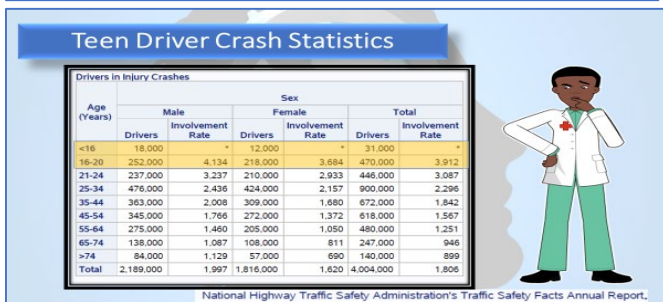 Teen Driver Crash Statistics
Drivers in Injury Crashes
Age (Years) Sex
Male Female Total
Drivers Involvement Rate Drivers Involvement Rate Drivers Involvement Rate
<16 18,000 * 12,000 * 31,000 *
16-20 252,000 4,134 218,000 3,684 470,000 3,912
21-24 237,000 3,237 210,000 2,933 446,000 3,087
25-34 476,000 2,436 424,000 2,157 900,000 2,296
35-44 363,000 2,008 309,000 1,680 672,000 1,842
45-54 345,000 1,766 272,000 1,372 618,000 1,567
55-64 275,000 1,460 205,000 1,050 480,000 1,251
65-74 138,000 1,087 108,000 811 247,000 946
>74 84,000 1,129 57,000 690 140,000 899
Total 2,189,000 1,997 1,816,000 1,620 4,004,000 1,806
National Highway Traffic Safety Administration's Traffic Safety Facts Annual Report,